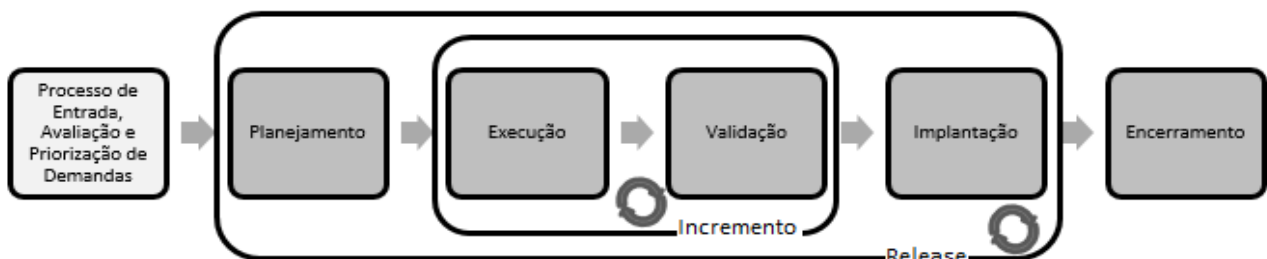 Processo de
Entrada,
Avaliação e
Priorização de
Demandas
Planejamento
Execução
Validação
Implantação
Encerramento
Incremento
Release